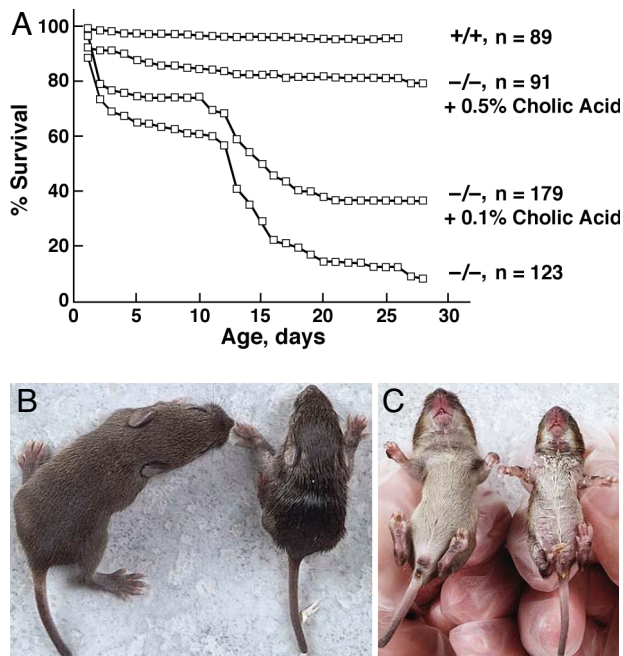 A
100
80
60
40
20
0
% Survival
0 5 10 15 20 25 30
Age, days
+/+, n = 89
−/−, n = 91
+ 0.5% Cholic Acid
−/−, n = 179
+ 0.1% Cholic Acid
−/−, n = 123
B
C